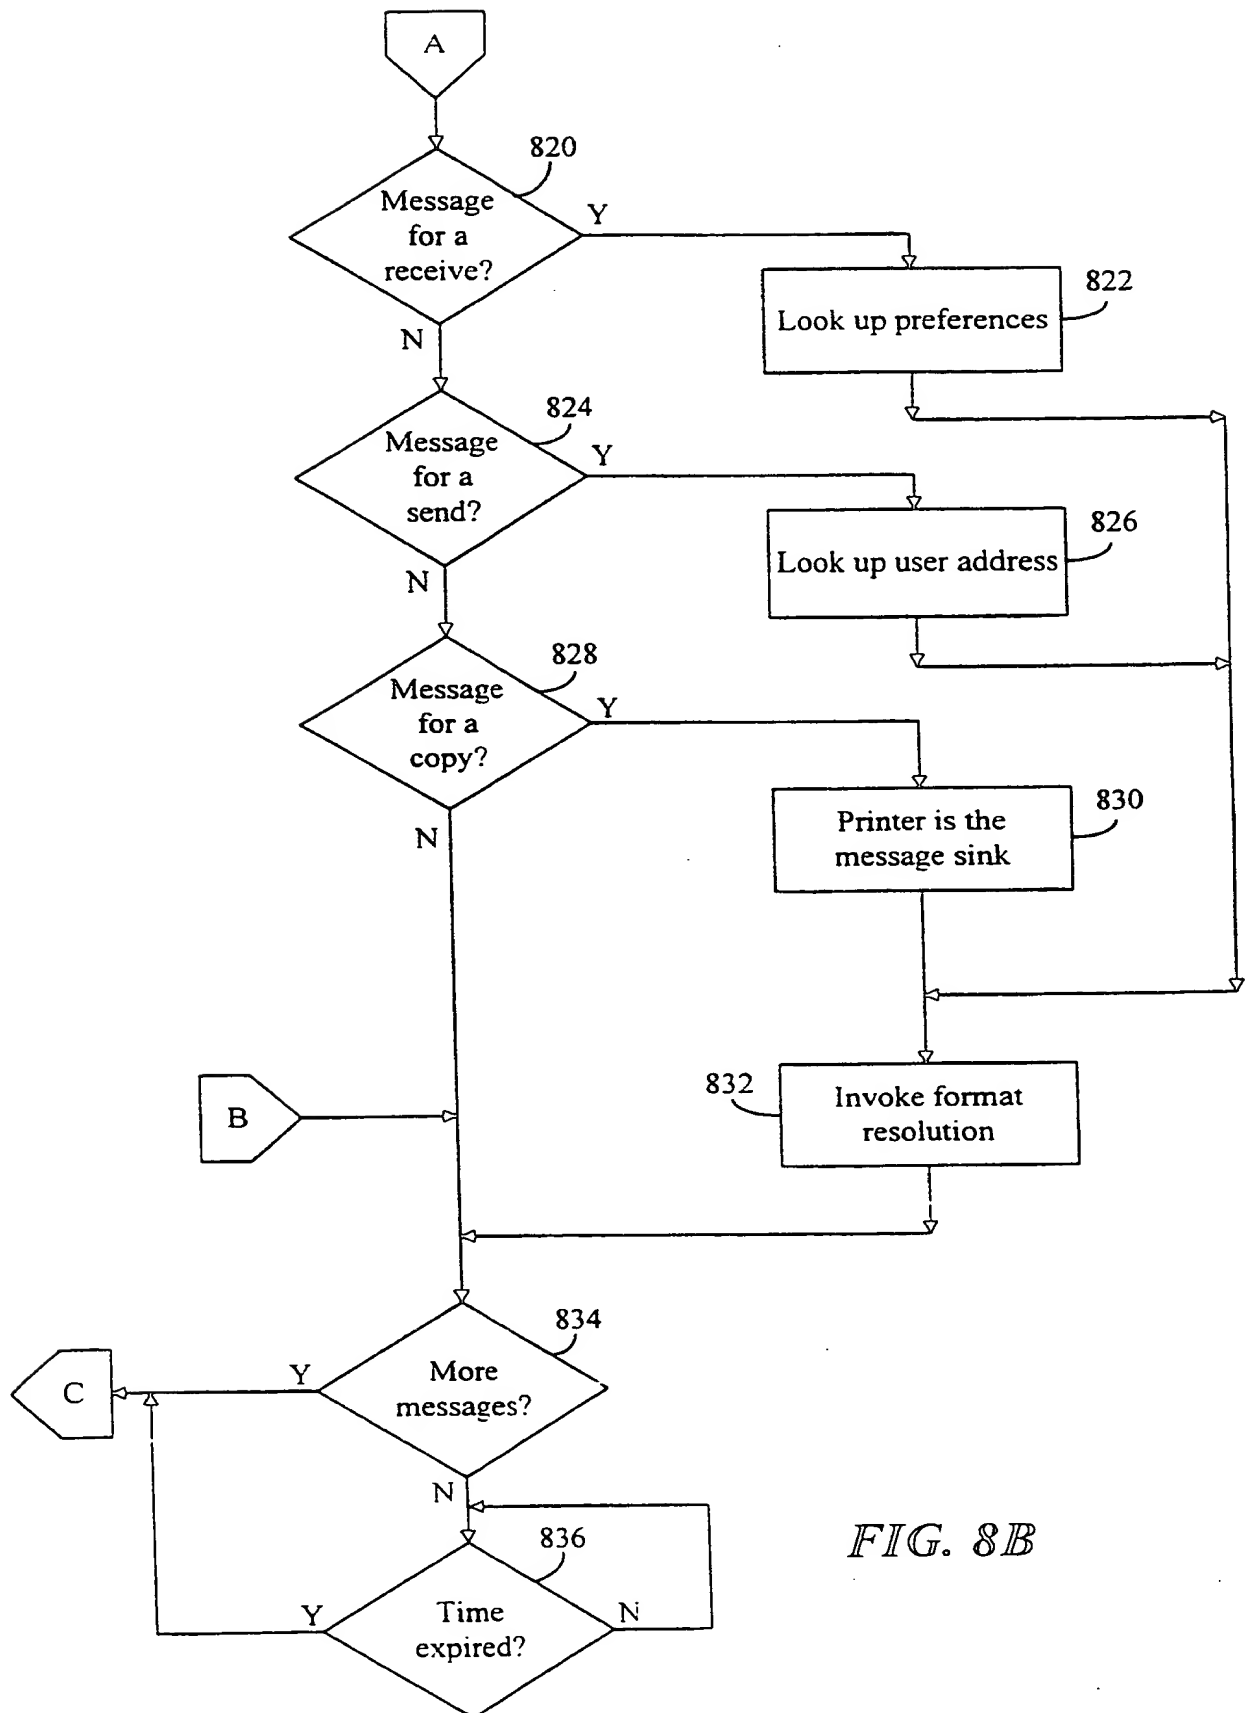 A
820
Message
for a
receive?
Y
N
822
Look up preferences
824
Message
for a
send?
Y
N
826
Look up user address
828
Message
for a
copy?
Y
N
830
Printer is the
message sink
B
832
Invoke format
resolution
834
More
messages?
Y
C
N
836
Time
expired?
Y
N
FIG. 8B